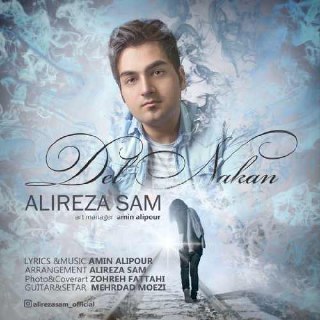 Del Nakan
ALIREZA SAM
art manager amin alipour
LYRICS &MUSIC AMIN ALIPOUR
ARRANGEMENT ALIREZA SAM
Photo&Coverart ZOHREH FATTAHI
GUITAR&SETAR MEHRDAD MOEZI
alirezasam_official